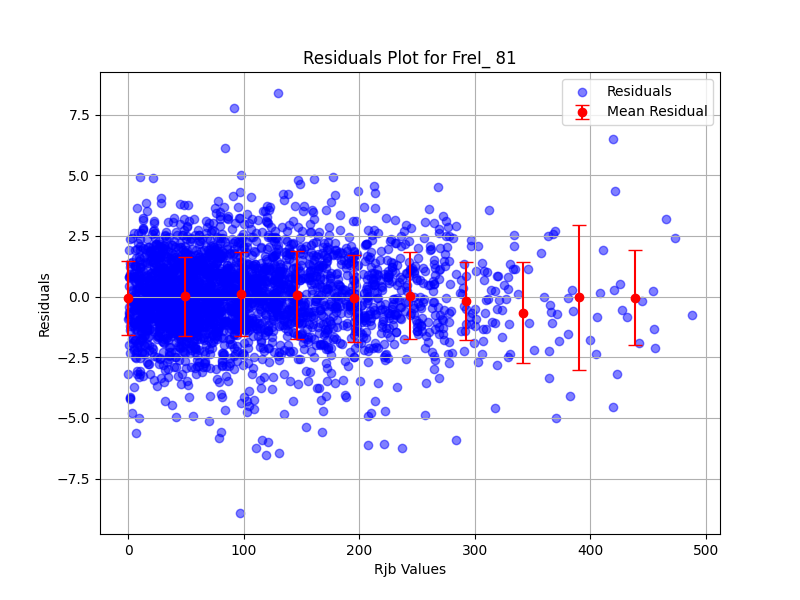 Residuals Plot for FreI_ 81
Residuals
Mean Residual
7.5
5.0
2.5
0.0
−2.5
−5.0
−7.5
Residuals
0 100 200 300 400 500
Rjb Values